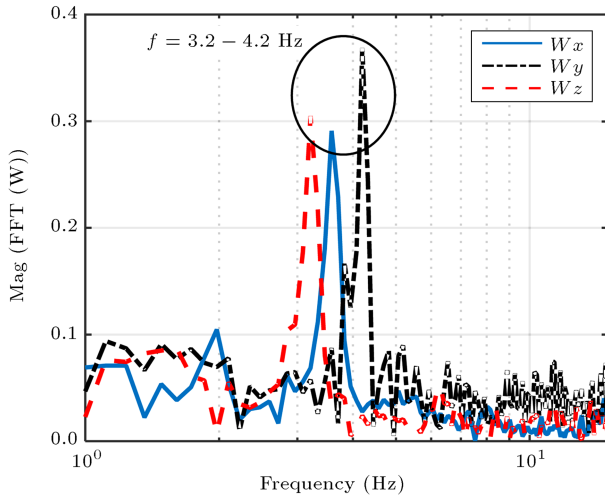 0.4
f = 3.2 – 4.2 Hz
Wx
Wy
Wz
0.3
0.2
0.1
0.0
Mag (FFT (W))
10⁰
10¹
Frequency (Hz)